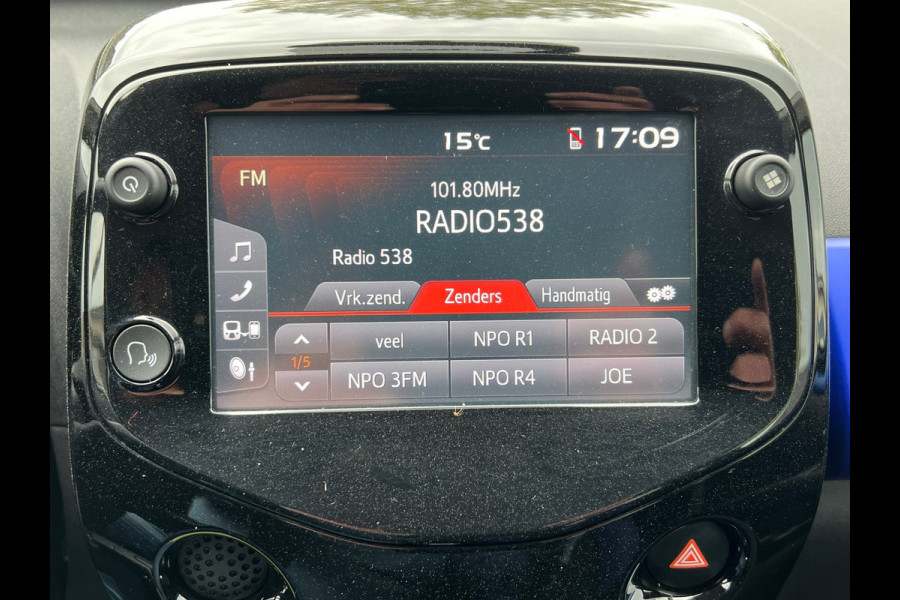 15°C 17:09
FM
101.80MHz
RADIO538
Radio 538
Vrk.zend. Zenders Handmatig
veel NPO R1 RADIO 2
1/5
NPO 3FM NPO R4 JOE